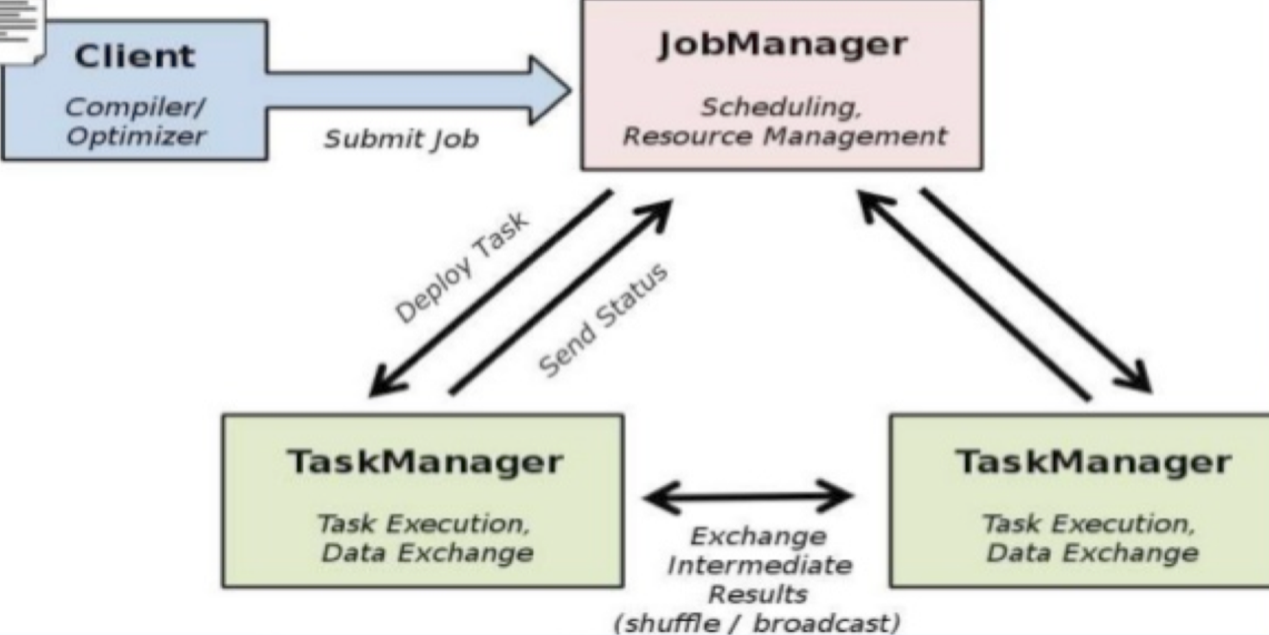 Client
Compiler/
Optimizer
Submit Job
JobManager
Scheduling,
Resource Management
Deploy Task
Send Status
TaskManager
Task Execution,
Data Exchange
Exchange
Intermediate
Results
(shuffle / broadcast)
TaskManager
Task Execution,
Data Exchange